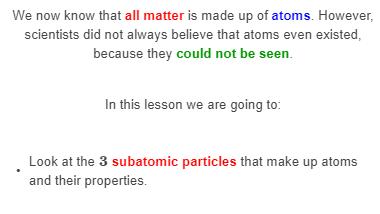 We now know that all matter is made up of atoms. However,
scientists did not always believe that atoms even existed,
because they could not be seen.
In this lesson we are going to:
• Look at the 3 subatomic particles that make up atoms
and their properties.